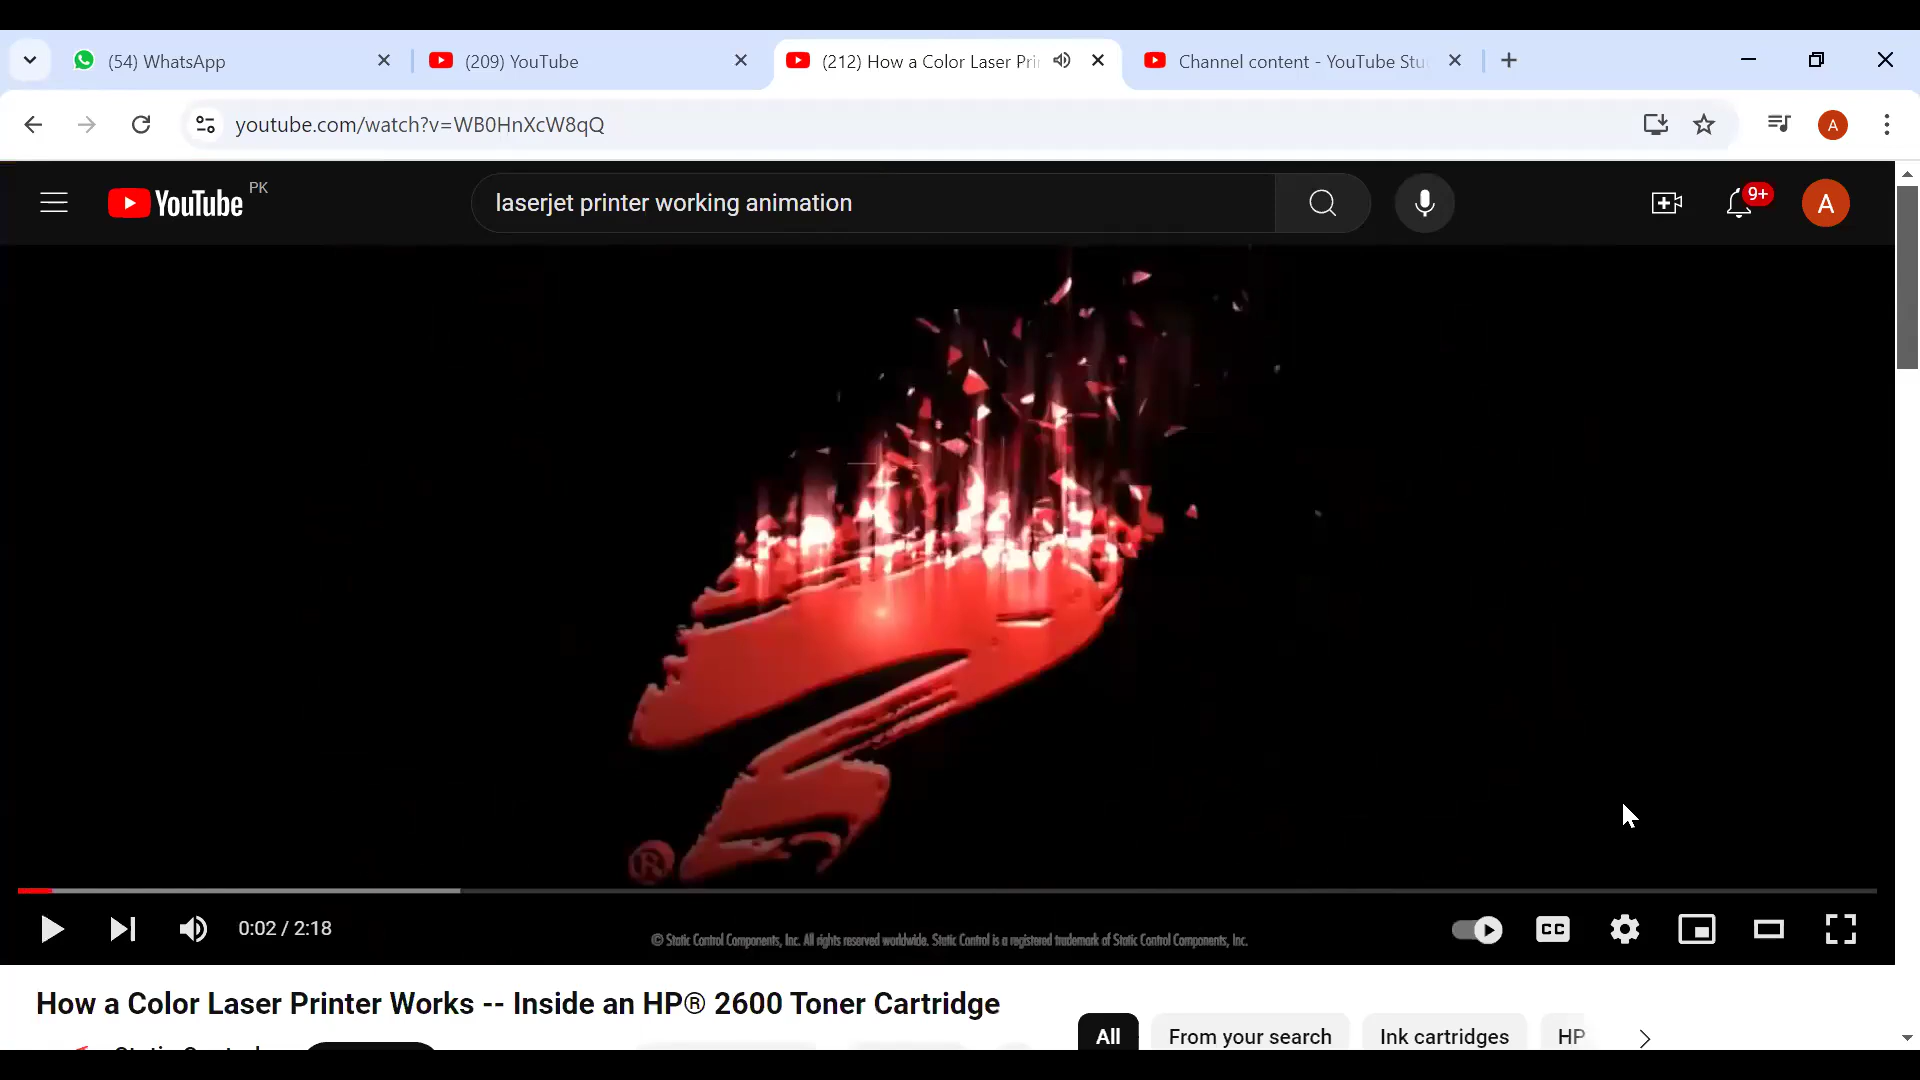 (54) WhatsApp
(209) YouTube
(212) How a Color Laser Pri
Channel content - YouTube Stu
youtube.com/watch?v=WB0HnXcW8qQ
A
YouTube PK
laserjet printer working animation
9+
A
®
0:02 / 2:18
© Static Control Components, Inc. All rights reserved worldwide. Static Control is a registered trademark of Static Control Components, Inc.
CC
How a Color Laser Printer Works -- Inside an HP® 2600 Toner Cartridge
All
From your search
Ink cartridges
HP